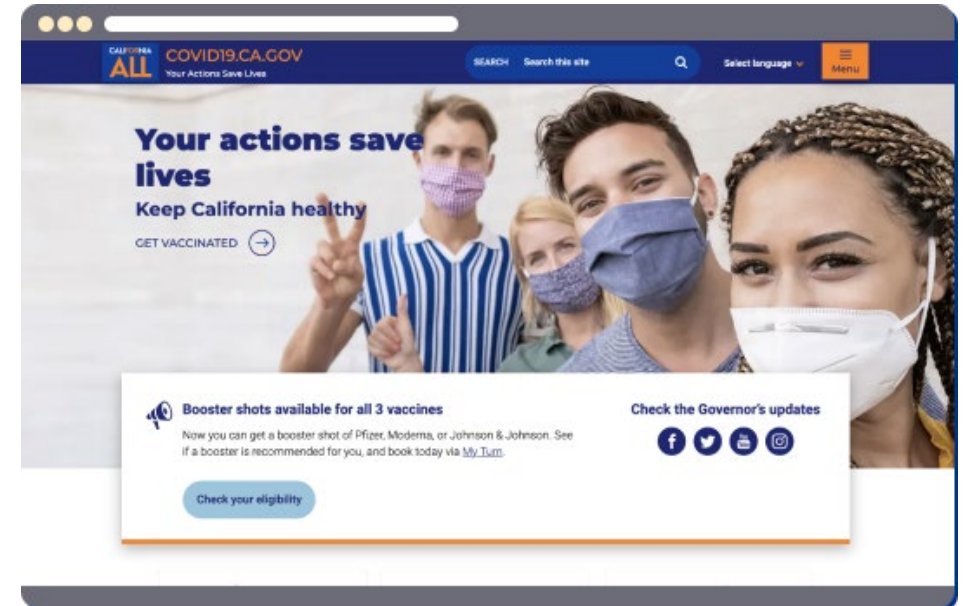 CALIFORNIA
ALL
COVID19.CA.GOV
Your Actions Save Lives
SEARCH Search this site
Select language
Menu
Your actions save
lives
Keep California healthy
GET VACCINATED
Booster shots available for all 3 vaccines
Now you can get a booster shot of Pfizer, Moderna, or Johnson & Johnson. See
if a booster is recommended for you, and book today via My Turn.
Check your eligibility
Check the Governor's updates